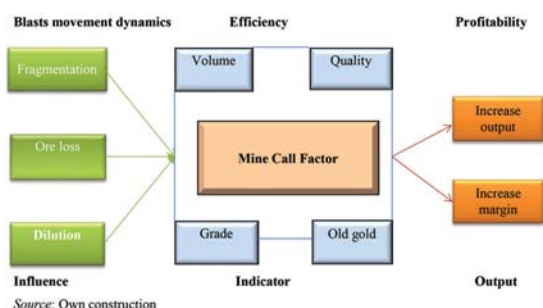 Blasts movement dynamics
Efficiency
Profitability
Fragmentation
Volume
Quality
Ore loss
Mine Call Factor
Increase
output
Increase
margin
Dilution
Grade
Old gold
Influence
Indicator
Output
Source: Own construction